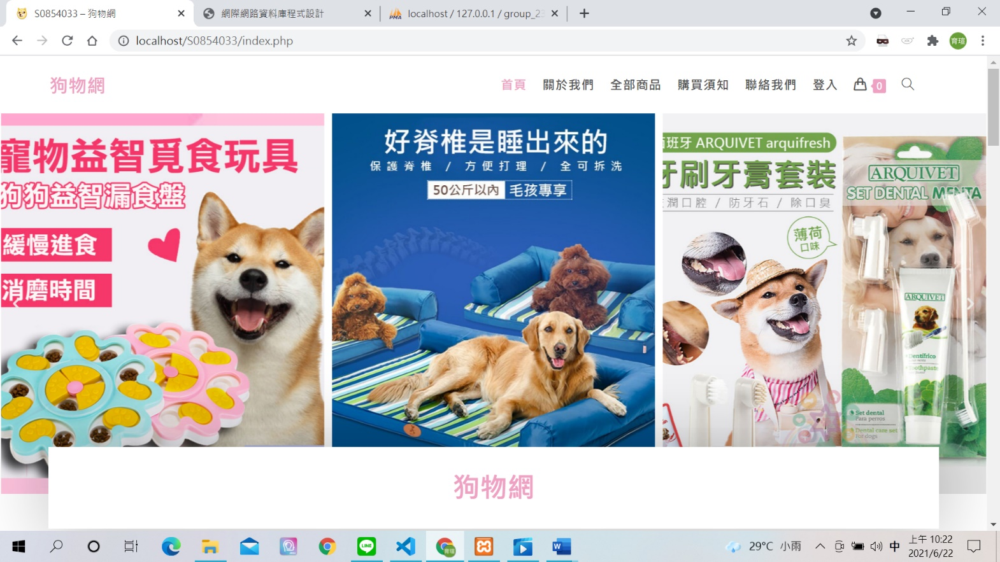 S0854033 – 狗物網
網際網路資料庫程式設計
localhost / 127.0.0.1 / group_23
localhost/S0854033/index.php
育瑄
狗物網
首頁
關於我們
全部商品
購買須知
聯絡我們
登入
0
寵物益智覓食玩具
狗狗益智漏食盤
緩慢進食
消磨時間
好脊椎是睡出來的
保護脊椎 / 方便打理 / 全可拆洗
50公斤以內 毛孩專享
班牙 ARQUIVET arquifresh
牙刷牙膏套裝
潤口腔 / 防牙石 / 除口臭
薄荷
口味
ARQUIVET
SET DENTAL MENTA
ARQUIVET
Dentífrico
Toothpaste
Set dental
Para perros
Dental care set
For dogs
狗物網
29°C 小雨
中
上午 10:22
2021/6/22